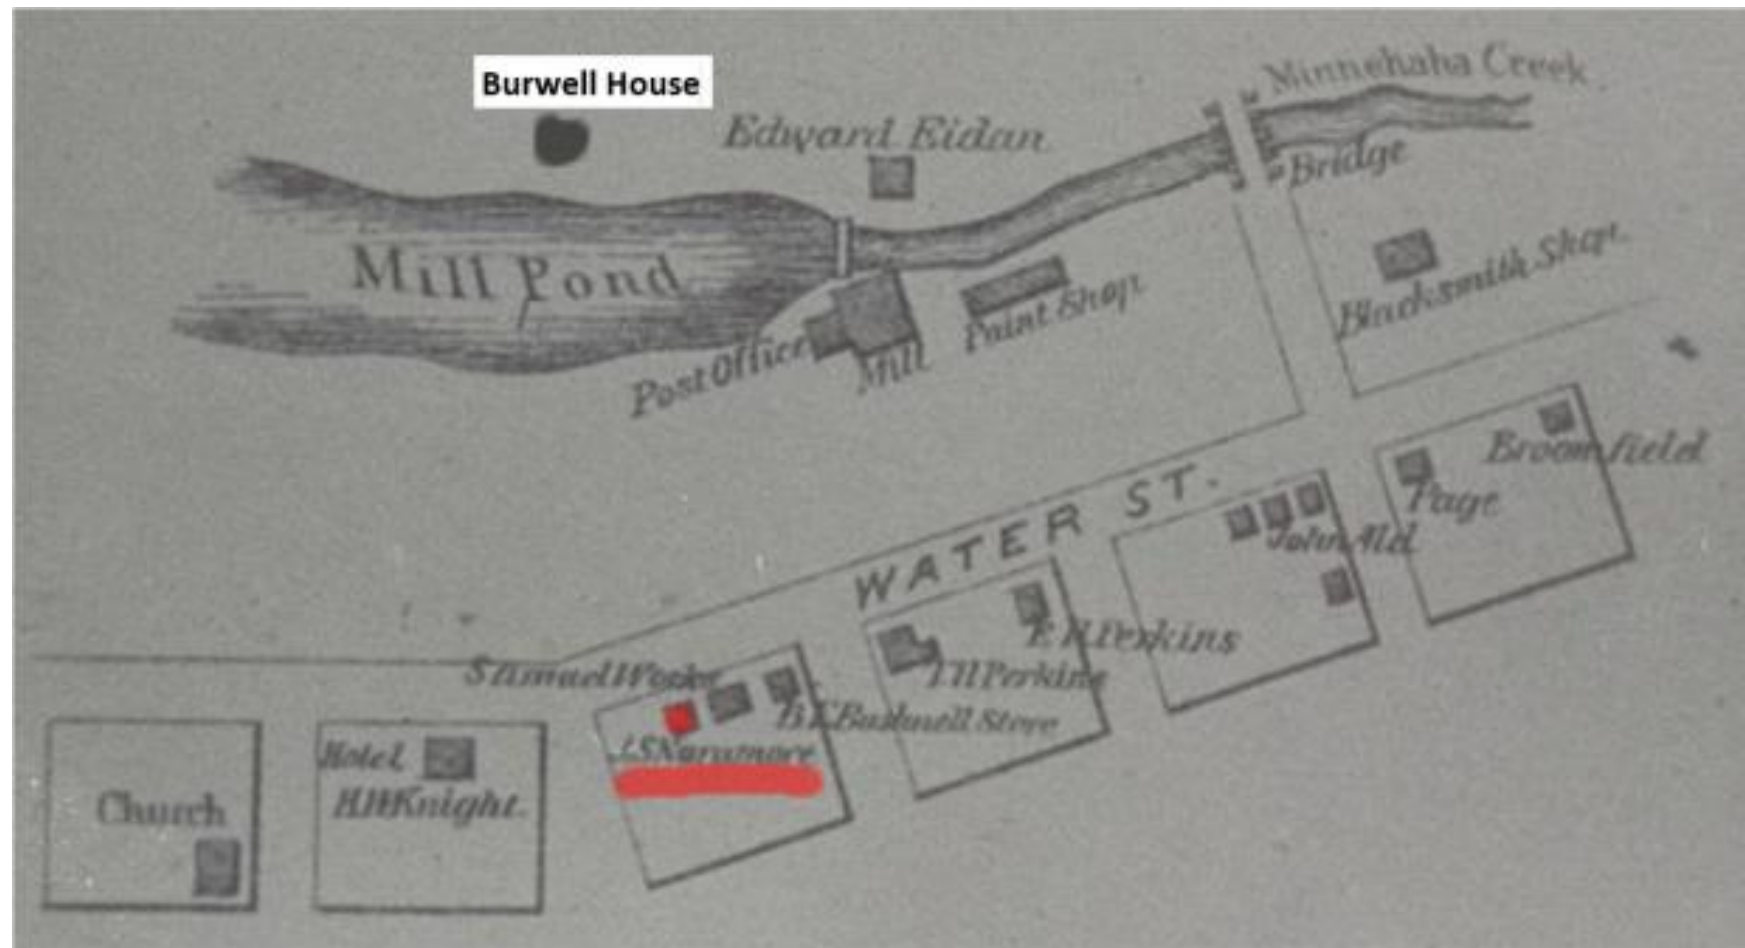 Burwell House
Minnehaha Creek
Edward Eidan
Bridge
Mill Pond
Blacksmith Shop.
Paint Shop
Post Office
Mill
Broomfield
Page
WATER ST.
John Ald
E H Perkins
Samuel
T H Perkins
B.F. Bushnell Store
J.S Naramore
Hotel
H.H Knight.
Church